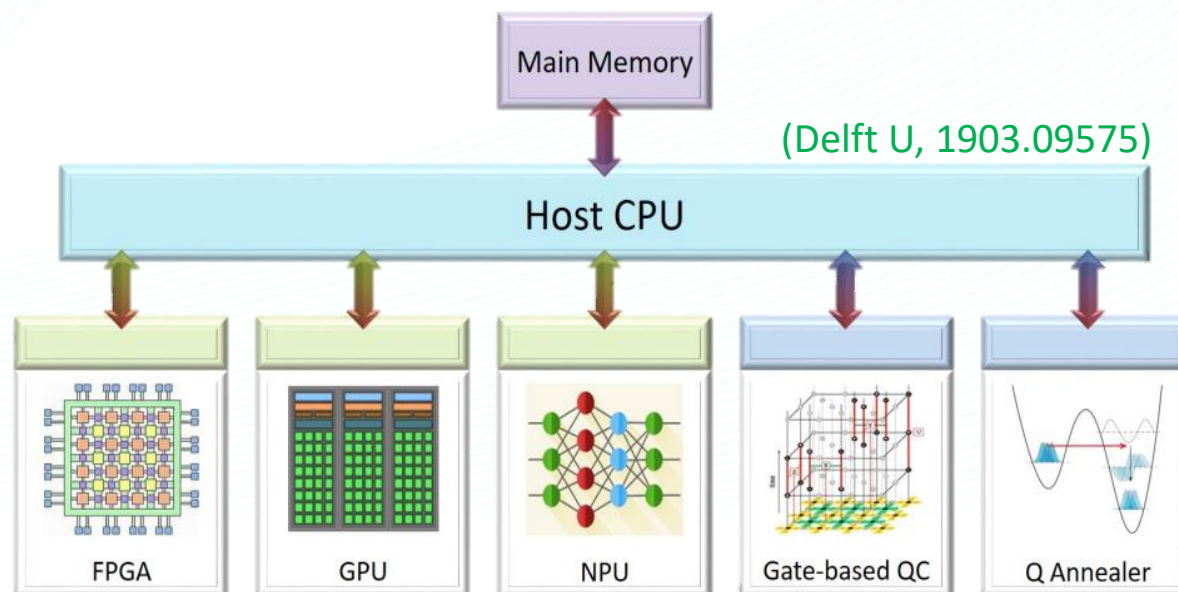 Main Memory
(Delft U, 1903.09575)
Host CPU
FPGA
GPU
NPU
Gate-based QC
Q Annealer